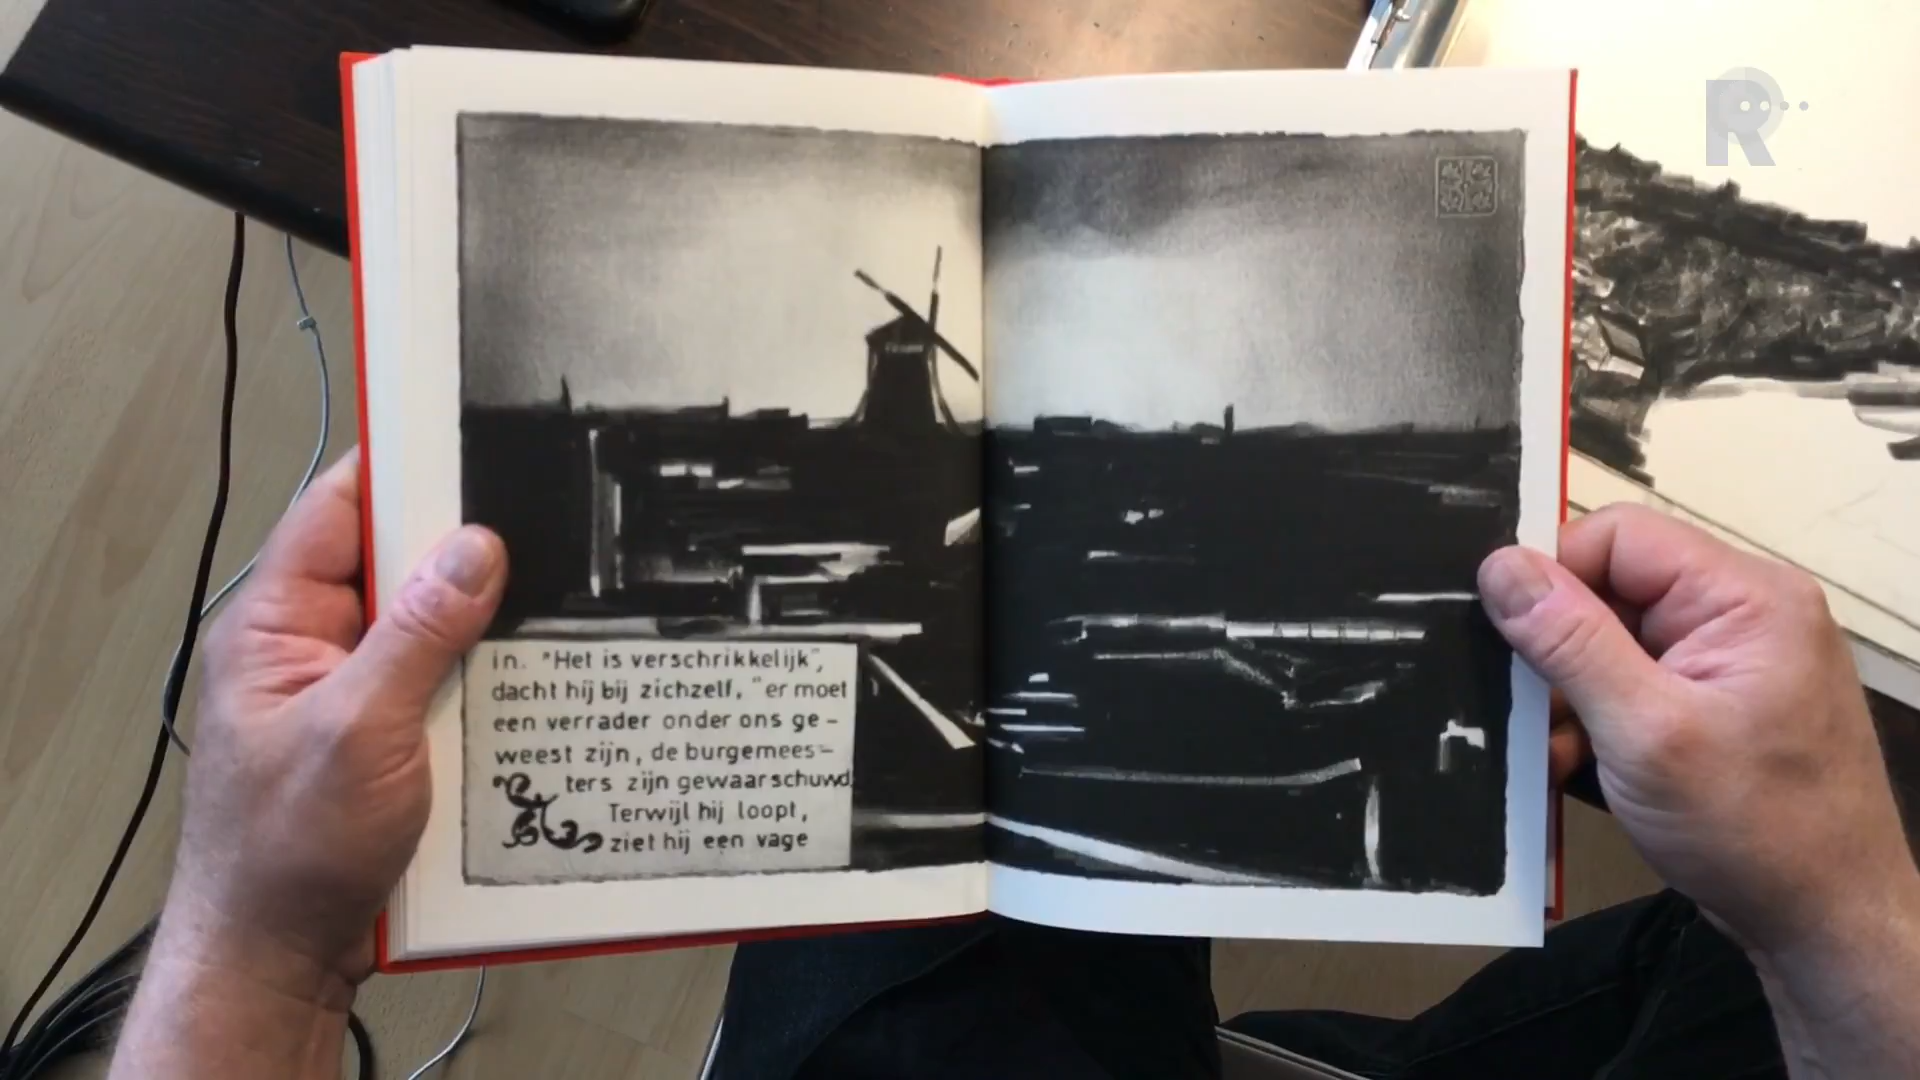 R
in. "Het is verschrikkelijk",
dacht hij bij zichzelf, "er moet
een verrader onder ons ge-
weest zijn, de burgemees-
ters zijn gewaarschuwd
Terwijl hij loopt,
ziet hij een vage